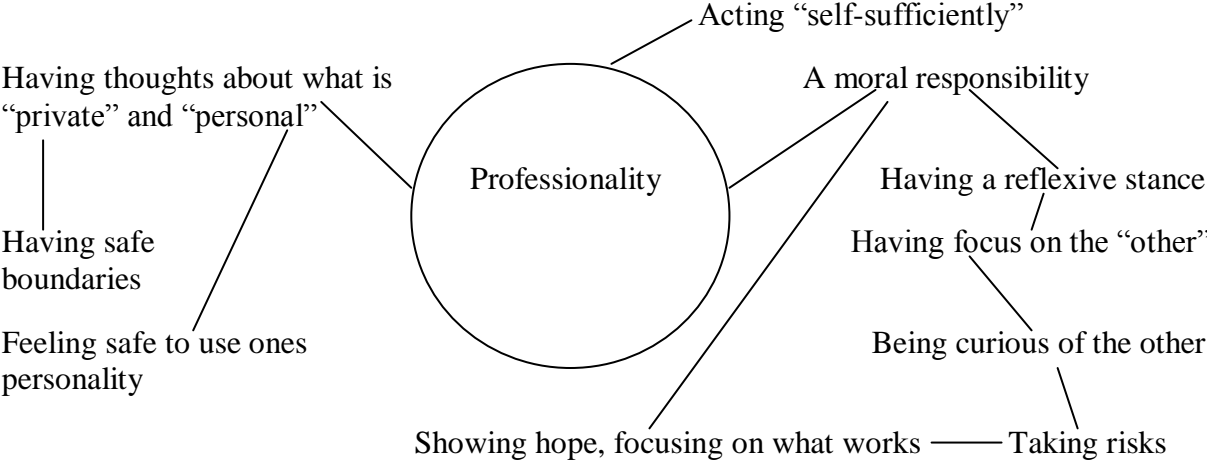 Acting “self-sufficiently”
Having thoughts about what is
“private” and “personal”
A moral responsibility
Professionality
Having a reflexive stance
Having safe
boundaries
Having focus on the “other”
Feeling safe to use ones
personality
Being curious of the other
Showing hope, focusing on what works
Taking risks